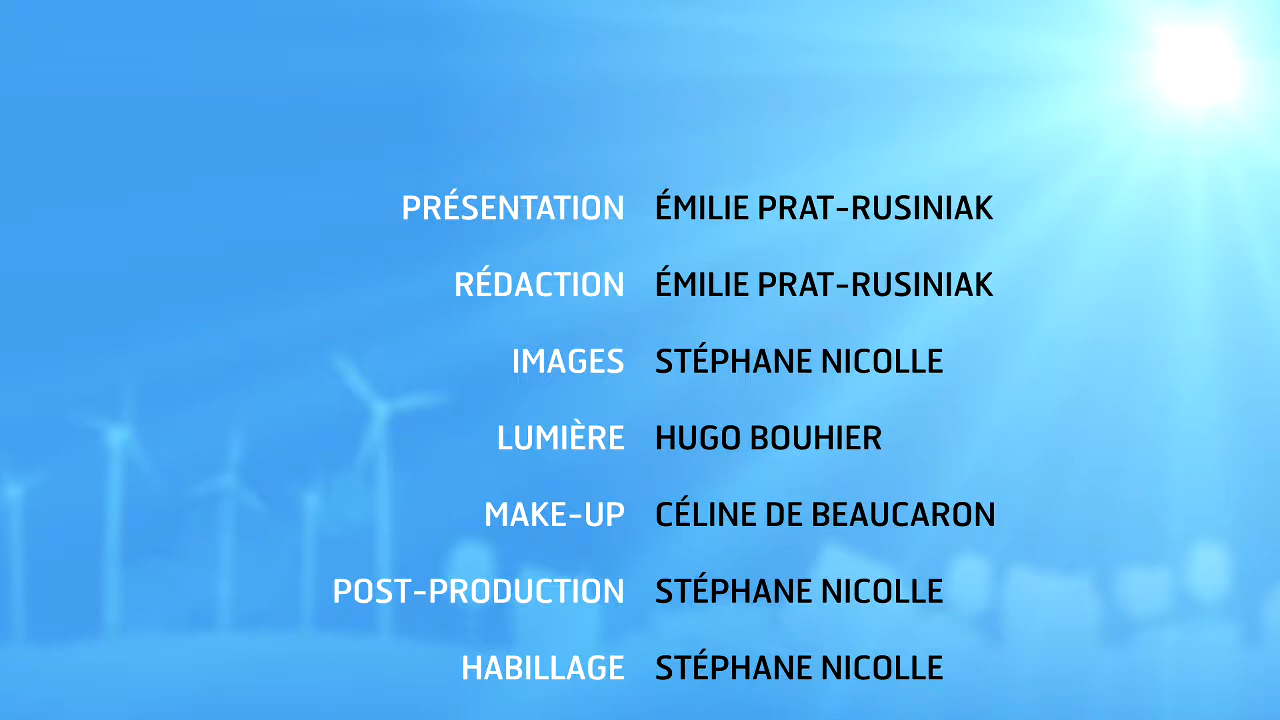 PRÉSENTATION ÉMILIE PRAT-RUSINIAK
RÉDACTION ÉMILIE PRAT-RUSINIAK
IMAGES STÉPHANE NICOLLE
LUMIÈRE HUGO BOUHIER
MAKE-UP CÉLINE DE BEAUCARON
POST-PRODUCTION STÉPHANE NICOLLE
HABILLAGE STÉPHANE NICOLLE